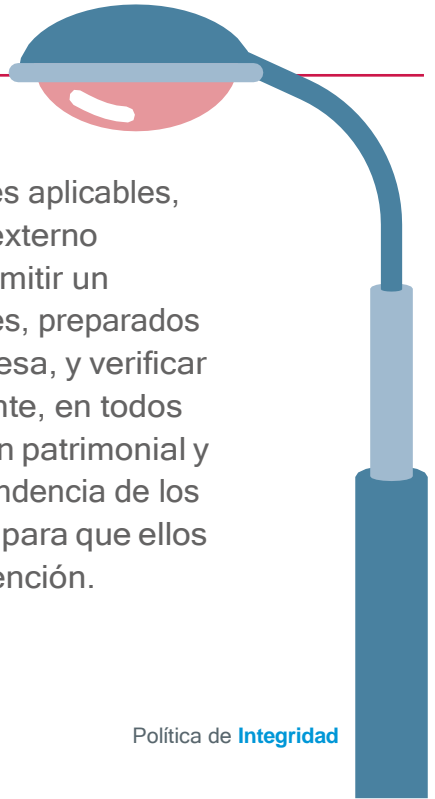 es aplicables,
externo
mitir un
es, preparados
esa, y verificar
nte, en todos
n patrimonial y
ndencia de los
para que ellos
ención.
Política de Integridad